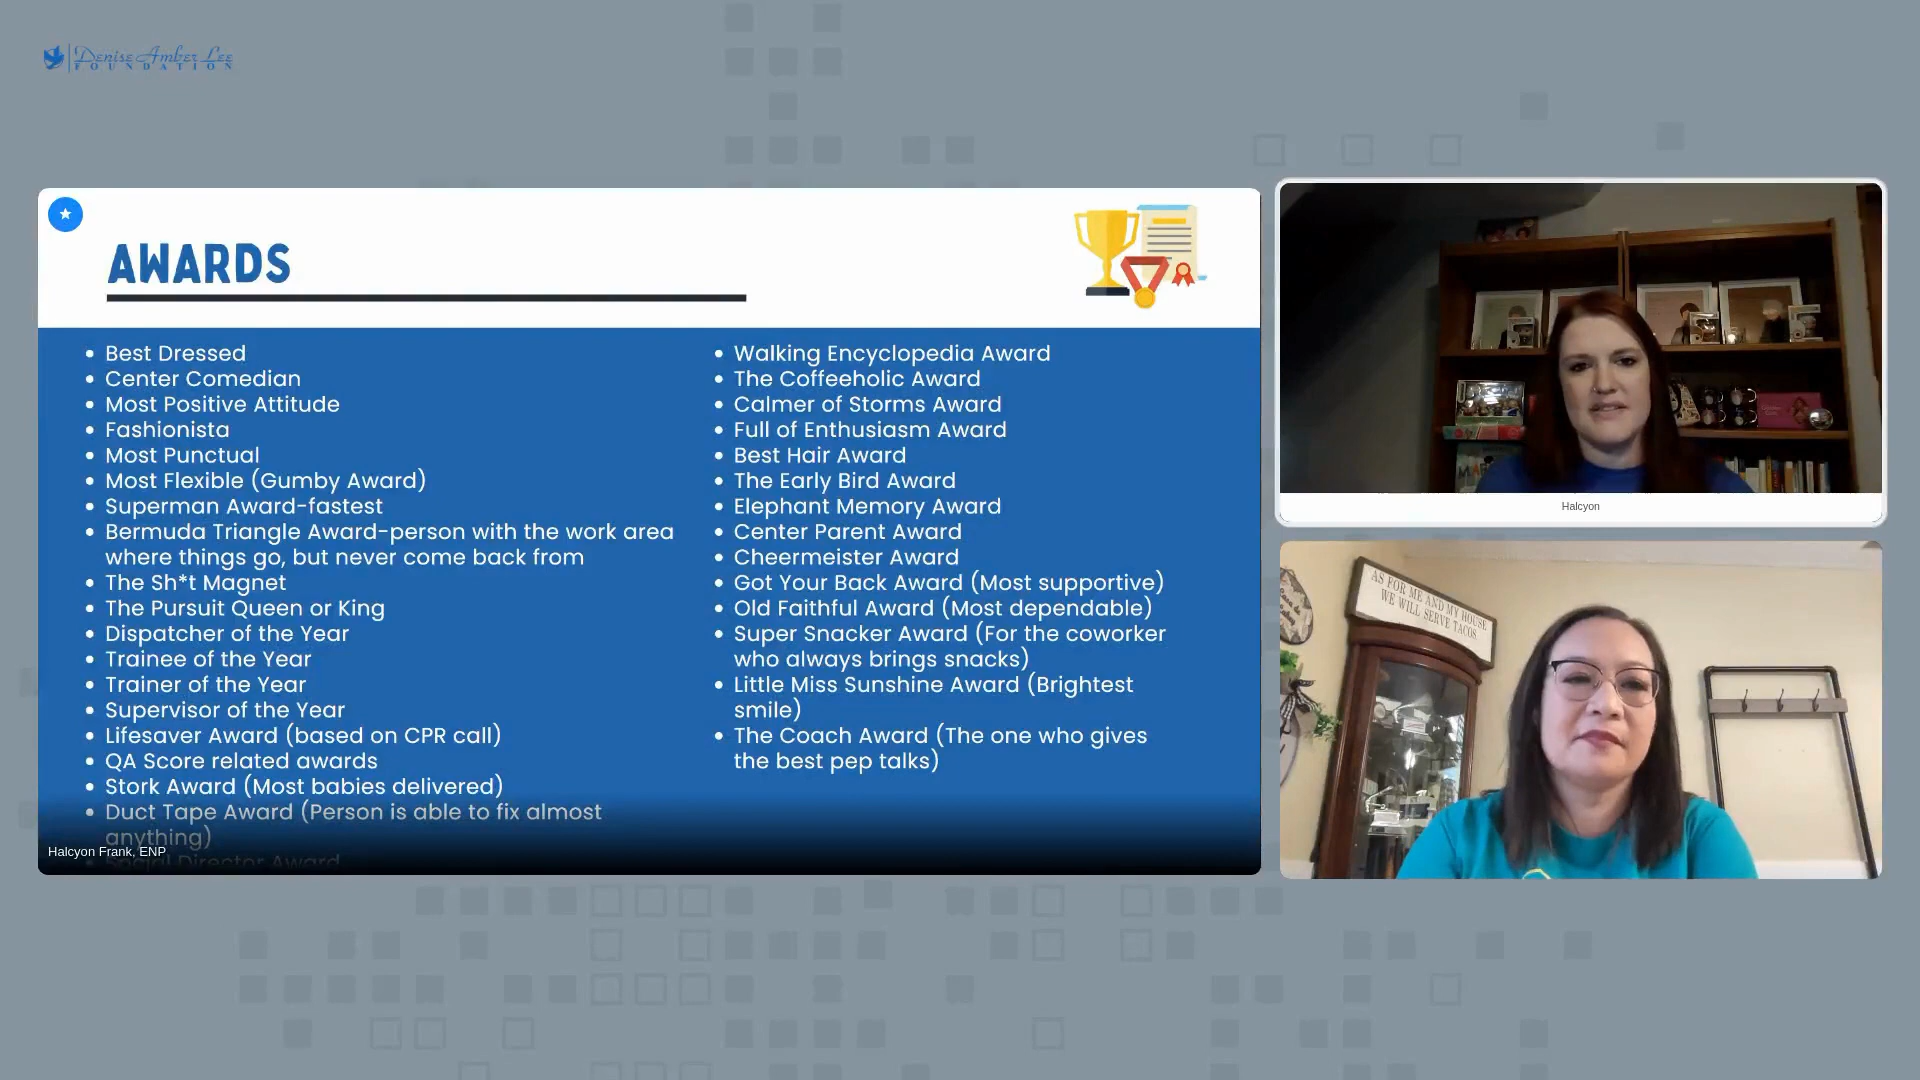 Denise Amber Lee
FOUNDATION
AWARDS
Best Dressed
Center Comedian
Most Positive Attitude
Fashionista
Most Punctual
Most Flexible (Gumby Award)
Superman Award-fastest
Bermuda Triangle Award-person with the work area
where things go, but never come back from
The Sh*t Magnet
The Pursuit Queen or King
Dispatcher of the Year
Trainee of the Year
Trainer of the Year
Supervisor of the Year
Lifesaver Award (based on CPR call)
QA Score related awards
Stork Award (Most babies delivered)
Duct Tape Award (Person is able to fix almost
anything)
Social Director Award
Walking Encyclopedia Award
The Coffeeholic Award
Calmer of Storms Award
Full of Enthusiasm Award
Best Hair Award
The Early Bird Award
Elephant Memory Award
Center Parent Award
Cheermeister Award
Got Your Back Award (Most supportive)
Old Faithful Award (Most dependable)
Super Snacker Award (For the coworker
who always brings snacks)
Little Miss Sunshine Award (Brightest
smile)
The Coach Award (The one who gives
the best pep talks)
Halcyon Frank, ENP
Halcyon
AS FOR ME AND MY HOUSE
WE WILL SERVE TACOS